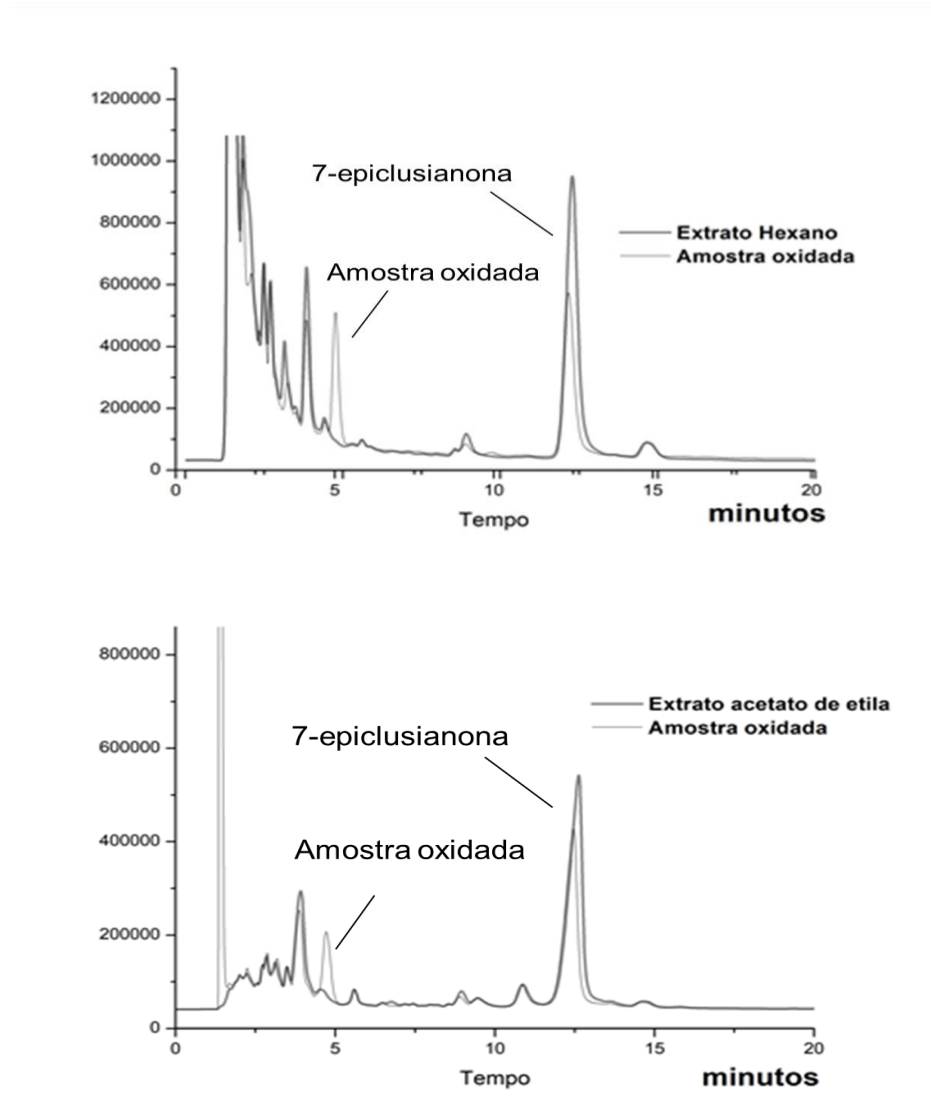 1200000
1000000
800000
600000
400000
200000
0
7-epiclusianona
Amostra oxidada
Extrato Hexano
Amostra oxidada
0 5 10 15 20
Tempo
minutos
800000
600000
400000
200000
0
7-epiclusianona
Amostra oxidada
Extrato acetato de etila
Amostra oxidada
0 5 10 15 20
Tempo
minutos